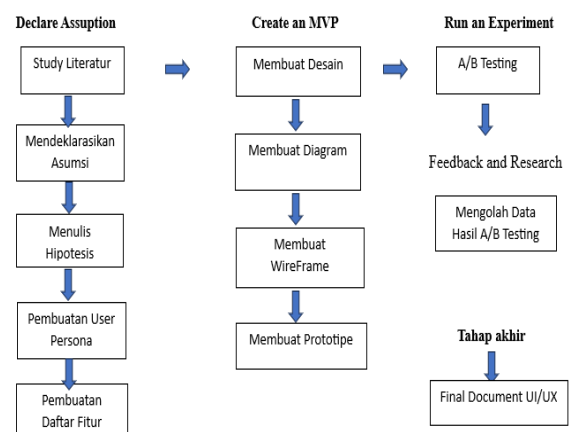 Declare Assuption
Study Literatur
Mendeklarasikan
Asumsi
Menulis
Hipotesis
Pembuatan User
Persona
Pembuatan
Daftar Fitur
Create an MVP
Membuat Desain
Membuat Diagram
Membuat
WireFrame
Membuat Prototipe
Run an Experiment
A/B Testing
Feedback and Research
Mengolah Data
Hasil A/B Testing
Tahap akhir
Final Document UI/UX